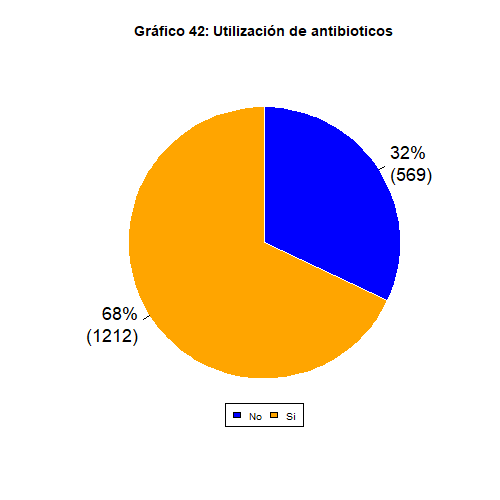 Gráfico 42: Utilización de antibioticos
32%
(569)
68%
(1212)
No Si